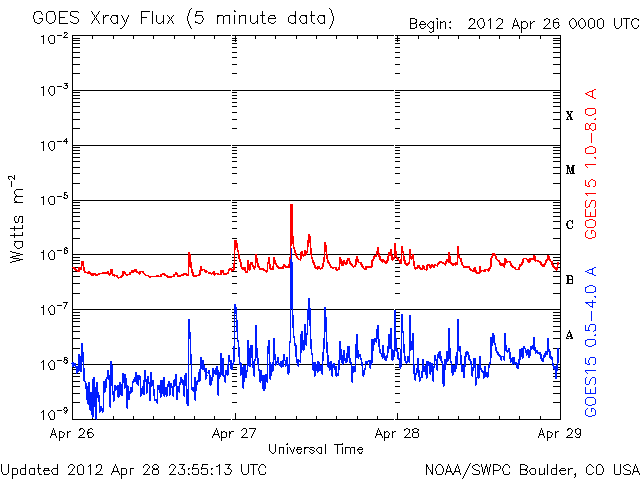 GOES Xray Flux (5 minute data)
Begin: 2012 Apr 26 0000 UTC
10⁻²
10⁻³
10⁻⁴
10⁻⁵
10⁻⁶
10⁻⁷
10⁻⁸
10⁻⁹
Watts m⁻²
X
M
C
B
A
GOES15 1.0-8.0 A
GOES15 0.5-4.0 A
Apr 26
Apr 27
Apr 28
Apr 29
Universal Time
Updated 2012 Apr 28 23:55:13 UTC
NOAA/SWPC Boulder, CO USA